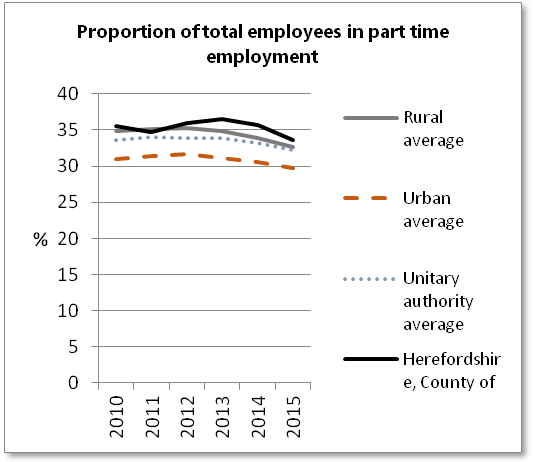 Proportion of total employees in part time
employment
40
35
30
25
20
15
10
5
0
%
2010
2011
2012
2013
2014
2015
Rural
average
Urban
average
Unitary
authority
average
Herefordshir
e, County of